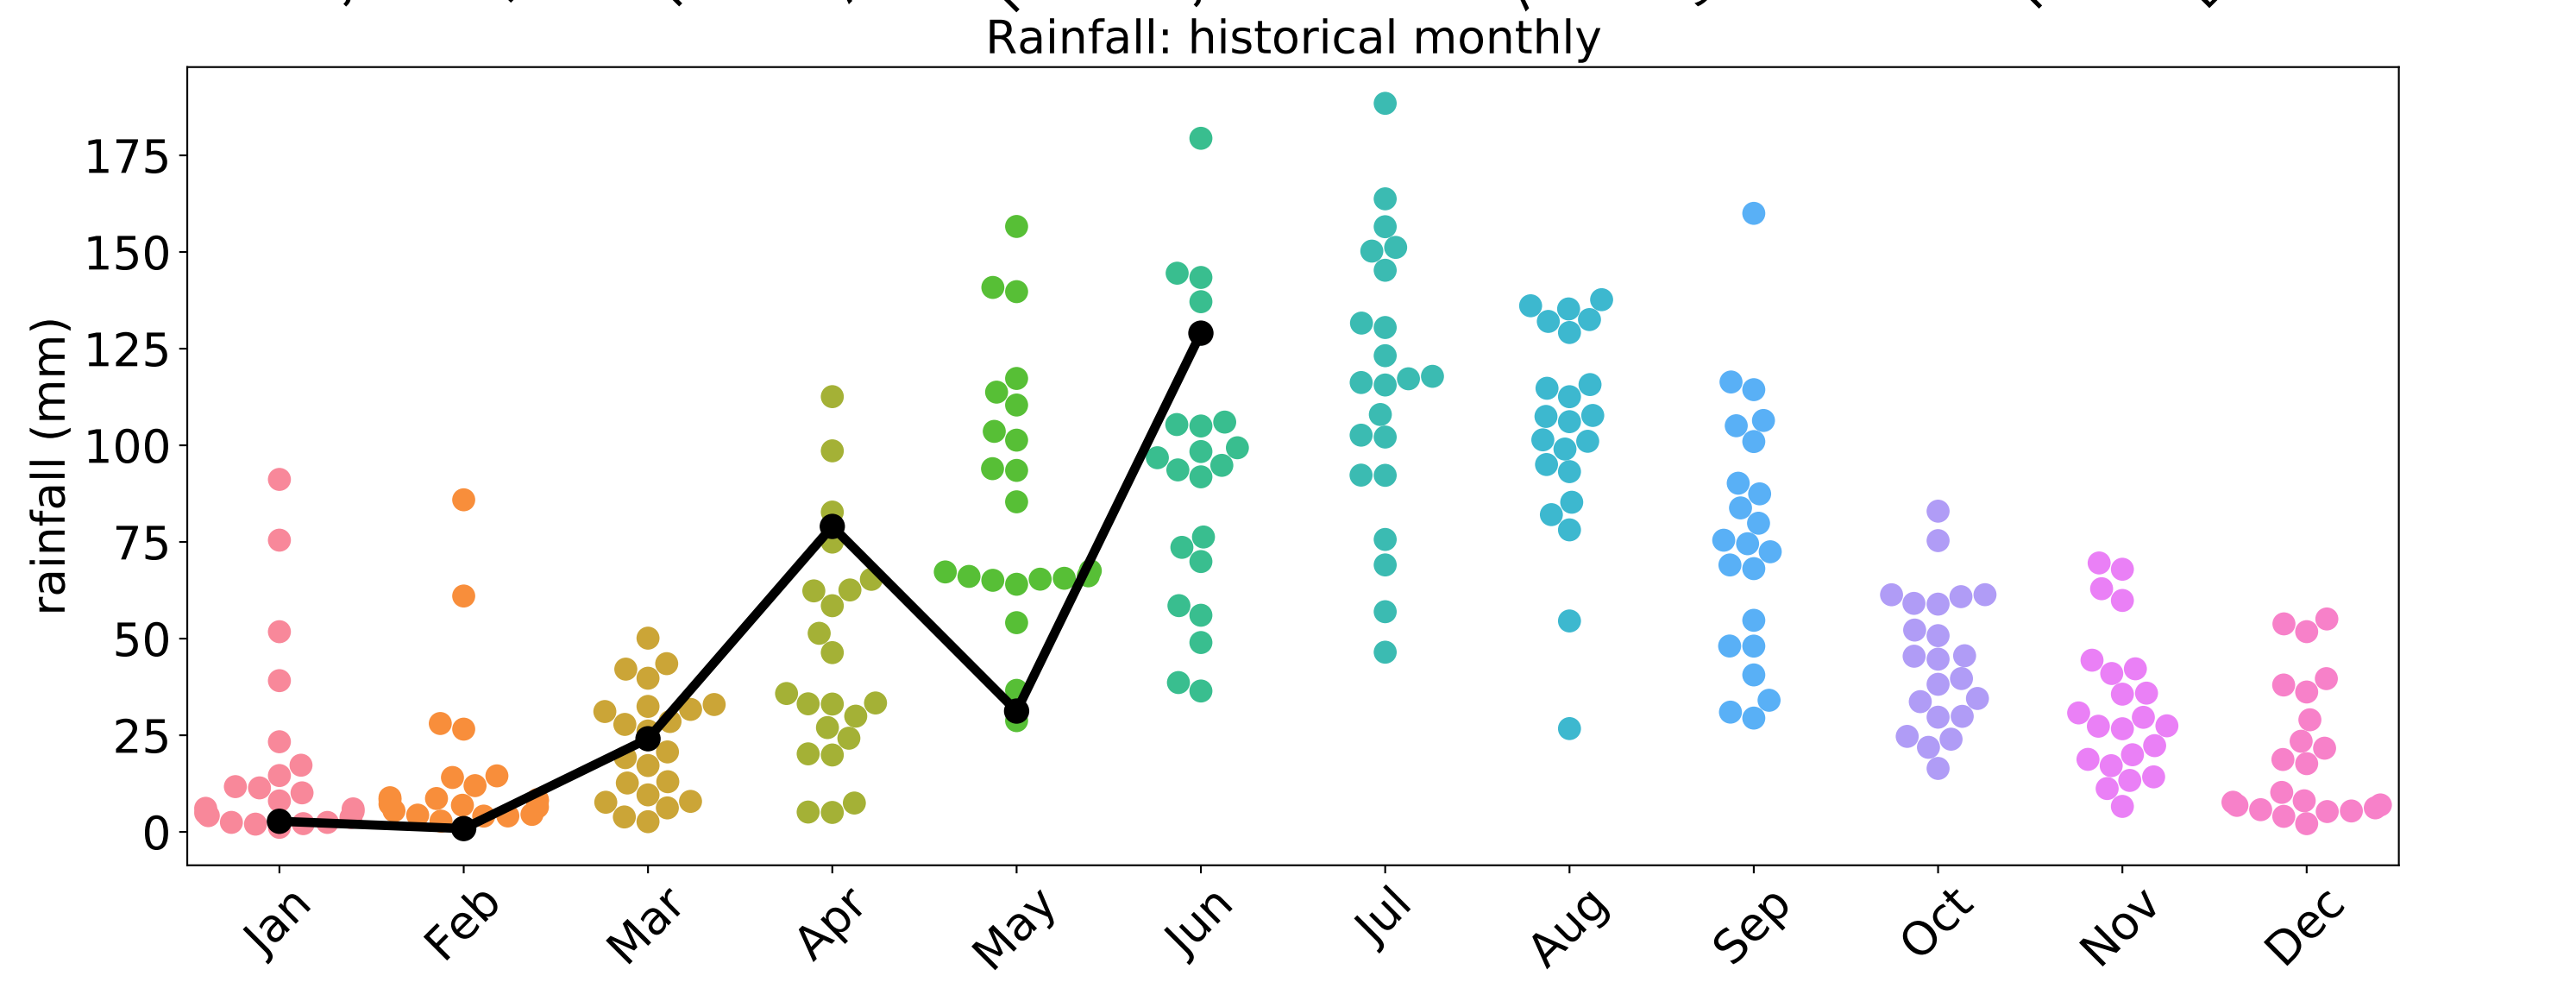 Rainfall: historical monthly
rainfall (mm)
175
150
125
100
75
50
25
0
Jan
Feb
Mar
Apr
May
Jun
Jul
Aug
Sep
Oct
Nov
Dec